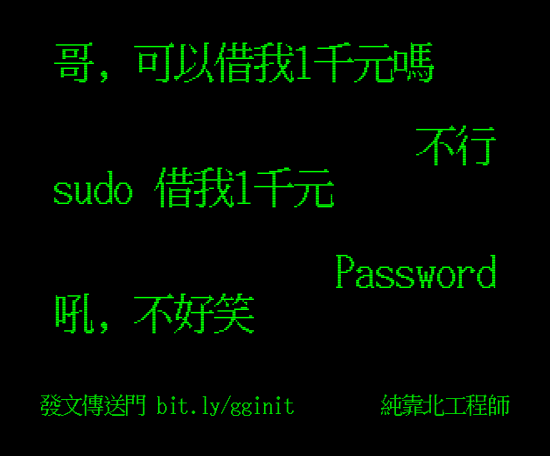 哥，可以借我1千元嗎
不行
sudo 借我1千元
Password
吼，不好笑
發文傳送門 bit.ly/gginit 純靠北工程師